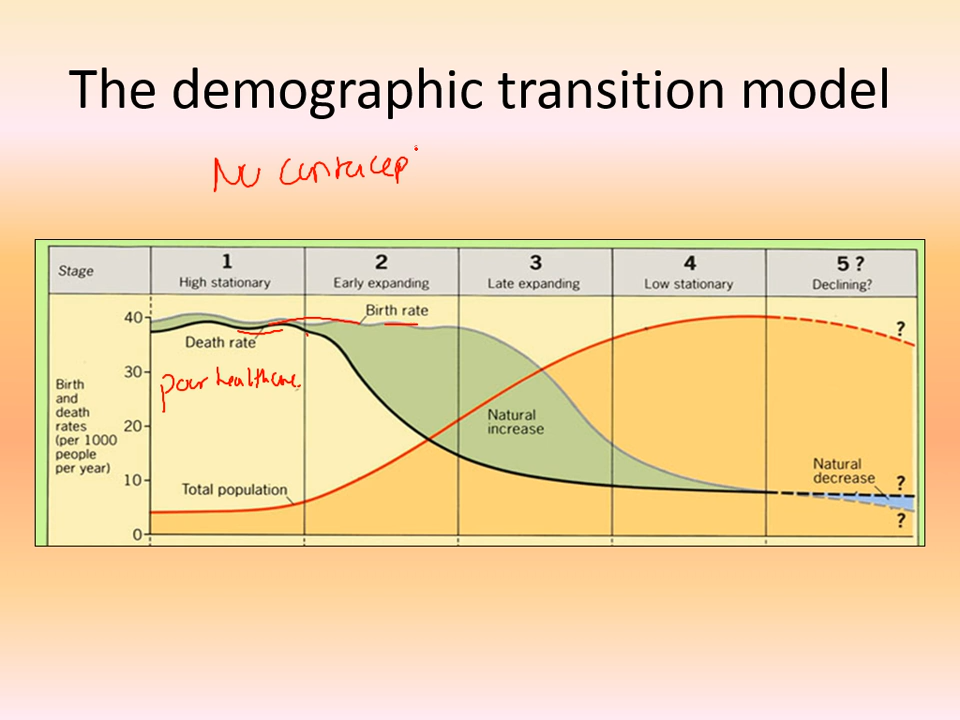 The demographic transition model
No contracep
Stage
1
High stationary
2
Early expanding
3
Late expanding
4
Low stationary
5 ?
Declining?
Birth
and
death
rates
(per 1000
people
per year)
40
30
20
10
0
Birth rate
Death rate
poor healthcare.
Natural
increase
Total population
Natural
decrease
?
?
?